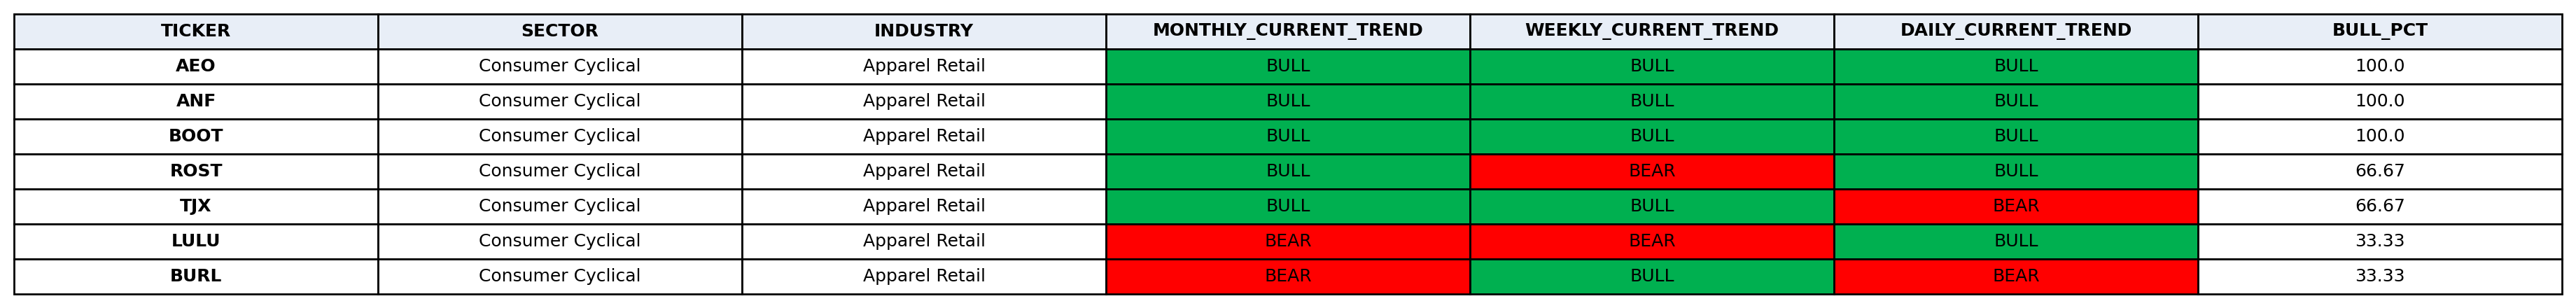 TICKER SECTOR INDUSTRY MONTHLY_CURRENT_TREND WEEKLY_CURRENT_TREND DAILY_CURRENT_TREND BULL_PCT
AEO Consumer Cyclical Apparel Retail BULL BULL BULL 100.0
ANF Consumer Cyclical Apparel Retail BULL BULL BULL 100.0
BOOT Consumer Cyclical Apparel Retail BULL BULL BULL 100.0
ROST Consumer Cyclical Apparel Retail BULL BEAR BULL 66.67
TJX Consumer Cyclical Apparel Retail BULL BULL BEAR 66.67
LULU Consumer Cyclical Apparel Retail BEAR BEAR BULL 33.33
BURL Consumer Cyclical Apparel Retail BEAR BULL BEAR 33.33